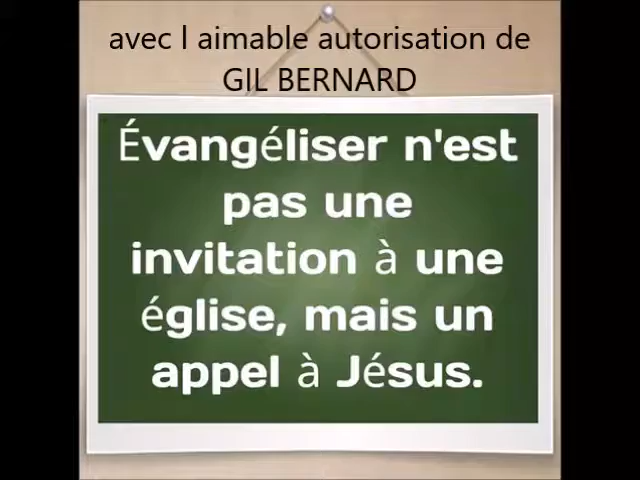 avec l aimable autorisation de
GIL BERNARD
Évangéliser n'est
pas une
invitation à une
église, mais un
appel à Jésus.